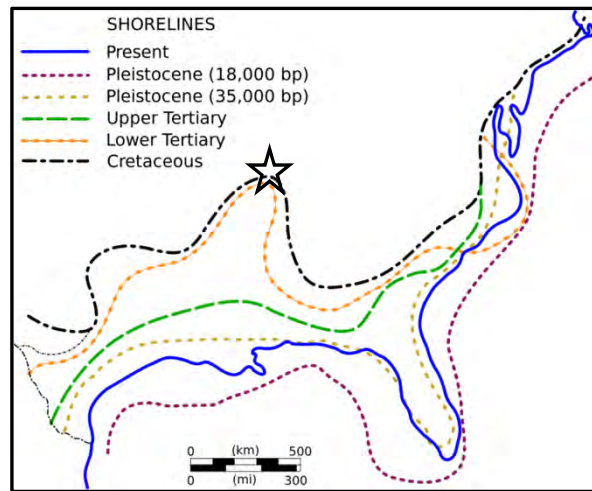 SHORELINES
Present
Pleistocene (18,000 bp)
Pleistocene (35,000 bp)
Upper Tertiary
Lower Tertiary
Cretaceous
0 (km) 500
0 (mi) 300